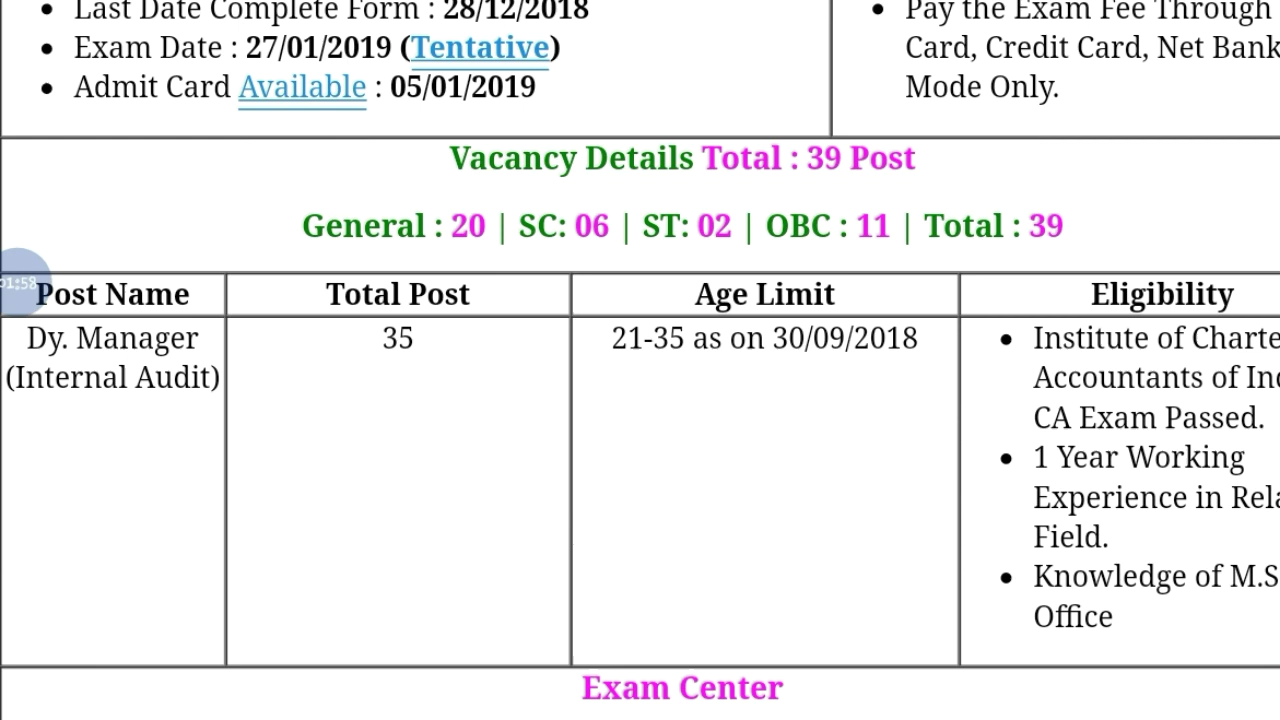 Last Date Complete Form : 28/12/2018
Exam Date : 27/01/2019 (Tentative)
Admit Card Available : 05/01/2019
Pay the Exam Fee Through
Card, Credit Card, Net Bank
Mode Only.
Vacancy Details Total : 39 Post
General : 20 | SC: 06 | ST: 02 | OBC : 11 | Total : 39
01:58
Post Name
Total Post
Age Limit
Eligibility
Dy. Manager
(Internal Audit)
35
21-35 as on 30/09/2018
Institute of Charte
Accountants of In
CA Exam Passed.
1 Year Working
Experience in Rela
Field.
Knowledge of M.S
Office
Exam Center